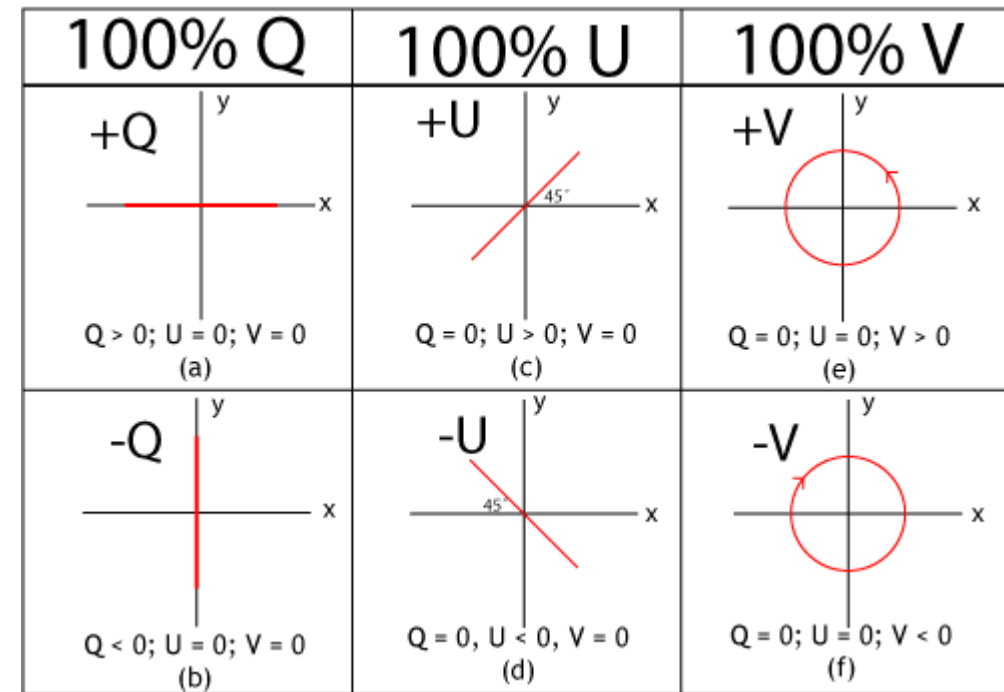 100% Q
100% U
100% V
+Q
y
x
Q > 0; U = 0; V = 0
(a)
+U
y
45°
x
Q = 0; U > 0; V = 0
(c)
+V
y
x
Q = 0; U = 0; V > 0
(e)
-Q
y
x
Q < 0; U = 0; V = 0
(b)
-U
y
45°
x
Q = 0, U < 0, V = 0
(d)
-V
y
x
Q = 0; U = 0; V < 0
(f)